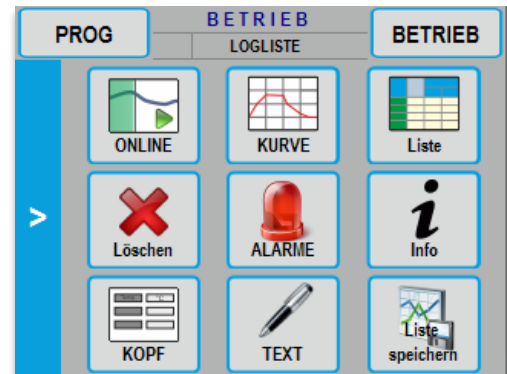 PROG
BETRIEB
LOGLISTE
BETRIEB
>
ONLINE
KURVE
Liste
Löschen
ALARME
i
Info
KOPF
TEXT
Liste
speichern